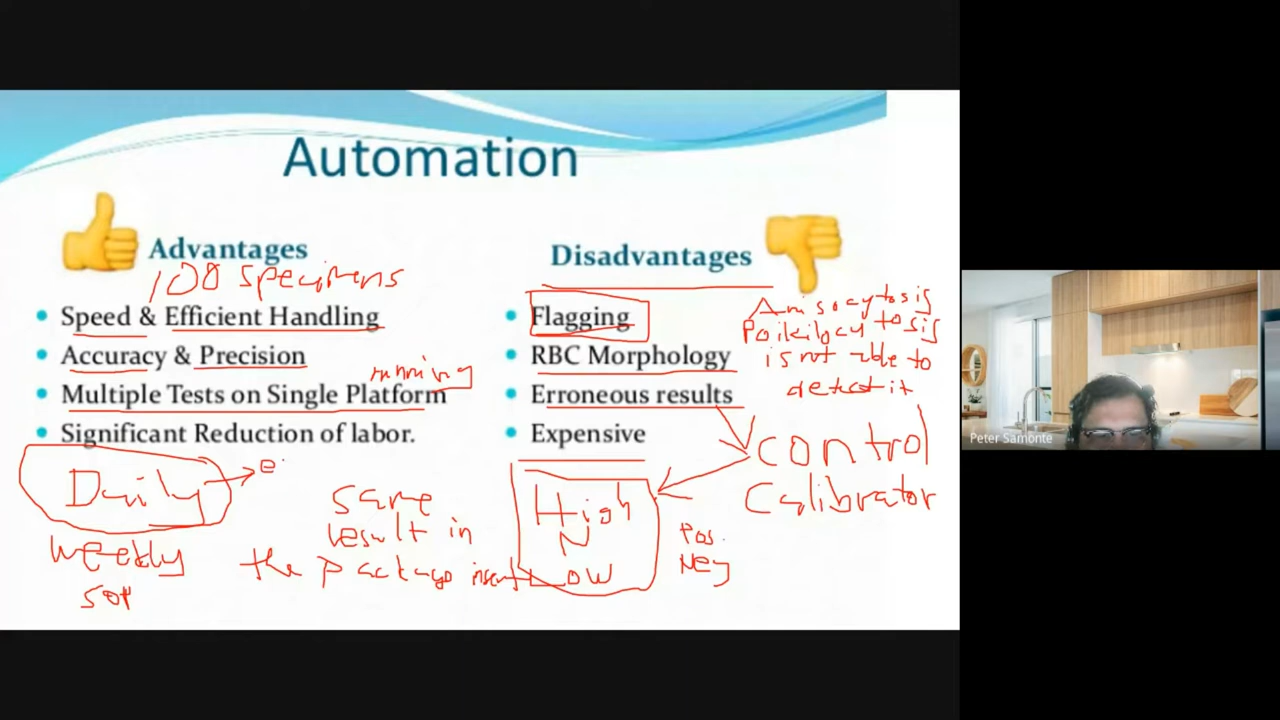 Automation
Advantages
100 specimens
Speed & Efficient Handling
Accuracy & Precision
running
Multiple Tests on Single Platform
Significant Reduction of labor.
Daily
weekly
SOP
same
result in
the package insert
Disadvantages
Flagging
RBC Morphology
Erroneous results
Expensive
Anisocytosis
Poikilocytosis
is not able to
detect it
control
Calibrator
High
N
Low
Pos.
Neg
Peter Samonte